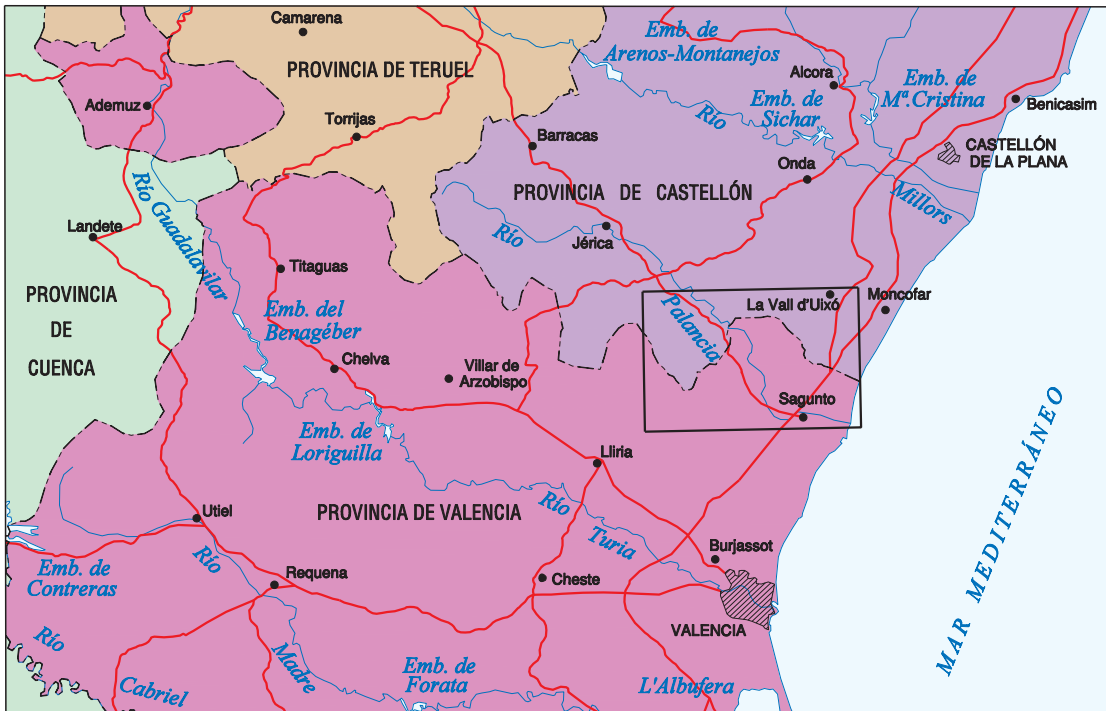 Camarena
Emb. de
Arenos-Montanejos
PROVINCIA DE TERUEL
Alcora
Emb. de
Mª.Cristina
Ademuz
Emb. de
Sichar
Benicasim
Torrijas
Río
Barracas
CASTELLÓN
DE LA PLANA
Onda
PROVINCIA DE CASTELLÓN
Millors
Río Guadalavilar
Landete
Río
Jérica
Titaguas
PROVINCIA
DE
CUENCA
Palancia
La Vall d'Uixó
Moncofar
Emb. del
Benagéber
Chelva
Villar de
Arzobispo
Sagunto
Emb. de
Loriguilla
Lliria
MAR MEDITERRÁNEO
Utiel
PROVINCIA DE VALENCIA
Río
Turia
Río
Burjassot
Emb. de
Contreras
Requena
Cheste
VALENCIA
Río
Madre
Emb. de
Forata
Cabriel
L'Albufera